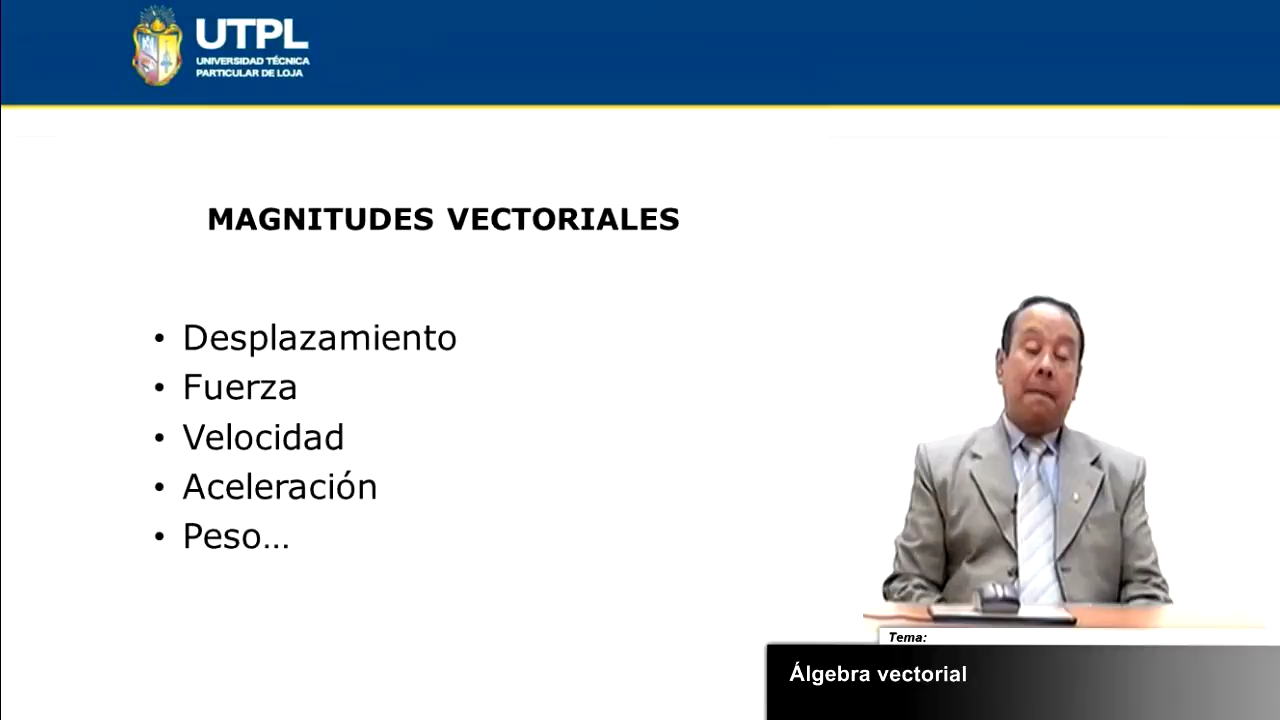 UTPL
UNIVERSIDAD TÉCNICA
PARTICULAR DE LOJA
MAGNITUDES VECTORIALES
• Desplazamiento
• Fuerza
• Velocidad
• Aceleración
• Peso...
Tema:
Álgebra vectorial